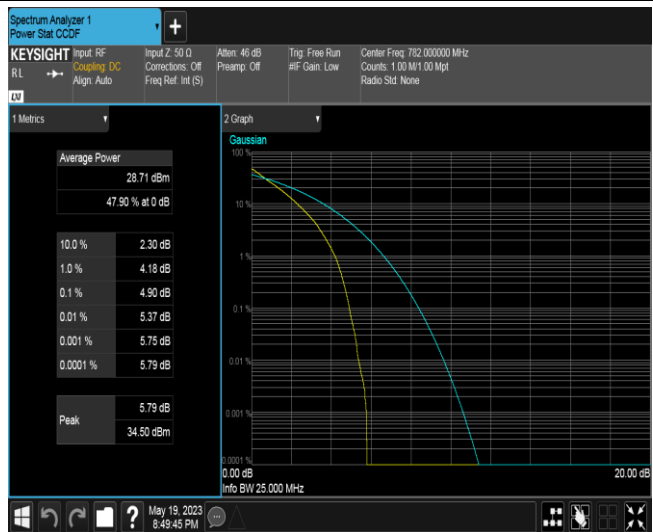 Spectrum Analyzer 1
Power Stat CCDF
+
KEYSIGHT
RL
Input: RF
Coupling: DC
Align: Auto
Input Z: 50 Ω
Corrections: Off
Freq Ref: Int (S)
Atten: 46 dB
Preamp: Off
Trig: Free Run
#IF Gain: Low
Center Freq: 782.000000 MHz
Counts: 1.00 M/1.00 Mpt
Radio Std: None
1 Metrics
Average Power
28.71 dBm
47.90 % at 0 dB
10.0 % 2.30 dB
1.0 % 4.18 dB
0.1 % 4.90 dB
0.01 % 5.37 dB
0.001 % 5.75 dB
0.0001 % 5.79 dB
Peak
5.79 dB
34.50 dBm
2 Graph
Gaussian
100 %
10 %
1 %
0.1 %
0.01 %
0.001 %
0.0001 %
0.00 dB
20.00 dB
Info BW 25.000 MHz
?
May 19, 2023
8:49:45 PM